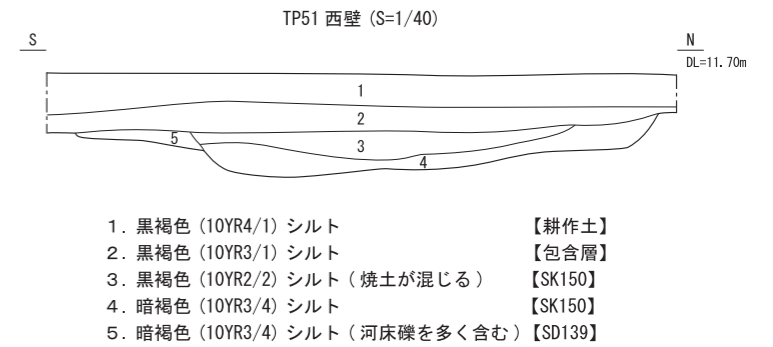 TP51 西壁 (S=1/40)
S
N
DL=11.70m
1
2
5
3
4
1. 黒褐色 (10YR4/1) シルト 【耕作土】
2. 黒褐色 (10YR3/1) シルト 【包含層】
3. 黒褐色 (10YR2/2) シルト ( 焼土が混じる ) 【SK150】
4. 暗褐色 (10YR3/4) シルト 【SK150】
5. 暗褐色 (10YR3/4) シルト ( 河床礫を多く含む ) 【SD139】